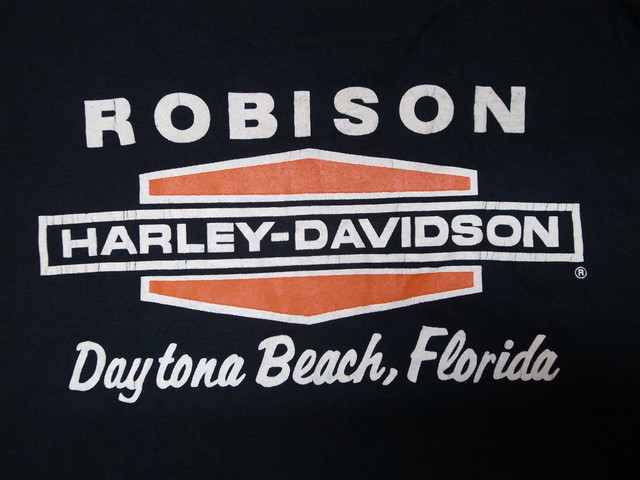 ROBISON
HARLEY-DAVIDSON
®
Daytona Beach, Florida